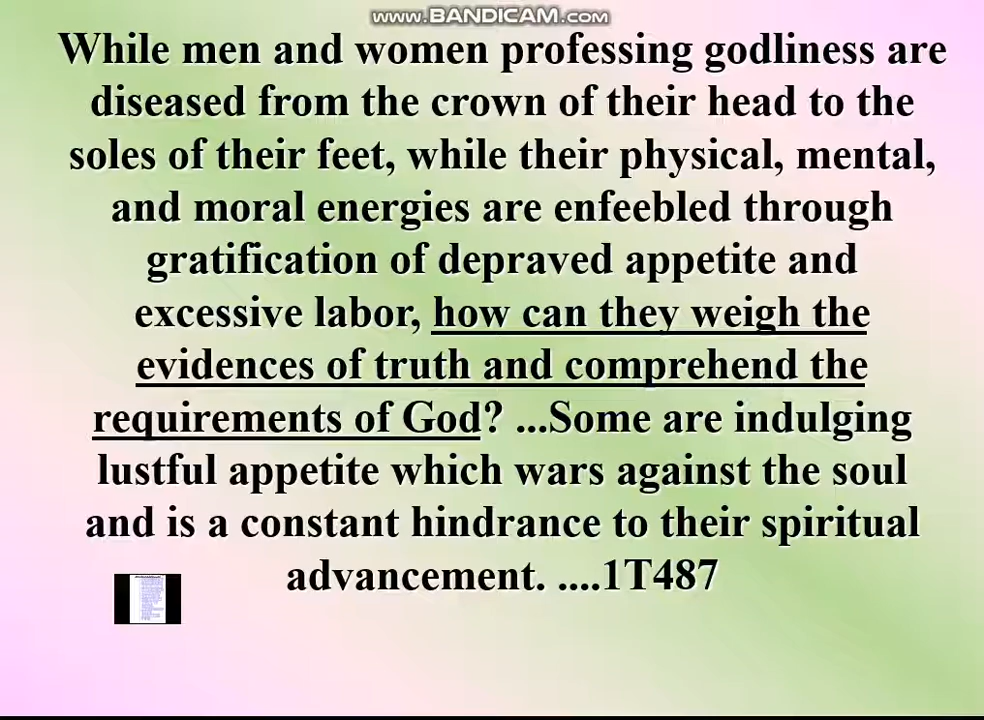 www.BANDICAM.com
While men and women professing godliness are
diseased from the crown of their head to the
soles of their feet, while their physical, mental,
and moral energies are enfeebled through
gratification of depraved appetite and
excessive labor, how can they weigh the
evidences of truth and comprehend the
requirements of God? ...Some are indulging
lustful appetite which wars against the soul
and is a constant hindrance to their spiritual
advancement. ....1T487